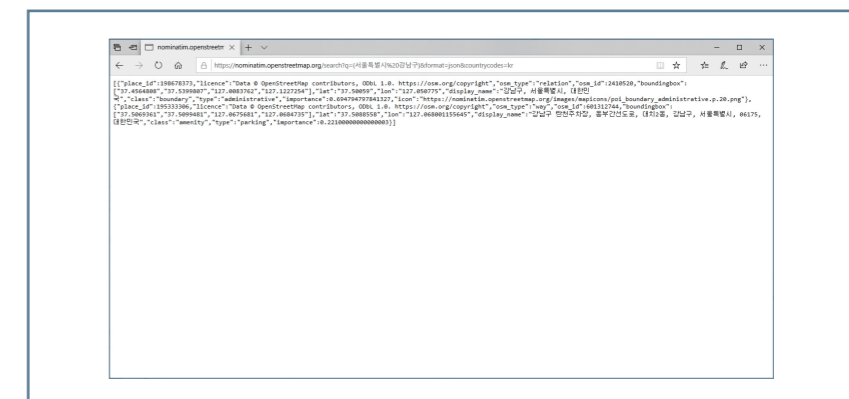 nominatim.openstreetm
https://nominatim.openstreetmap.org/search?q=(서울특별시%20강남구)&format=json&countrycodes=kr
[{"place_id":198678373,"licence":"Data © OpenStreetMap contributors, ODbL 1.0. https://osm.org/copyright","osm_type":"relation","osm_id":2410520,"boundingbox":
["37.4564808","37.5399807","127.0083762","127.1227254"],"lat":"37.50059","lon":"127.050775","display_name":"강남구, 서울특별시, 대한민
국","class":"boundary","type":"administrative","importance":0.694794797841327,"icon":"https://nominatim.openstreetmap.org/images/mapicons/poi_boundary_administrative.p.20.png"},
{"place_id":195333306,"licence":"Data © OpenStreetMap contributors, ODbL 1.0. https://osm.org/copyright","osm_type":"way","osm_id":601312744,"boundingbox":
["37.5069361","37.5099481","127.0675681","127.0684735"],"lat":"37.5088558","lon":"127.068001155645","display_name":"강남구 탄천주차장, 동부간선도로, 대치2동, 강남구, 서울특별시, 06175,
대한민국","class":"amenity","type":"parking","importance":0.22100000000000003}]